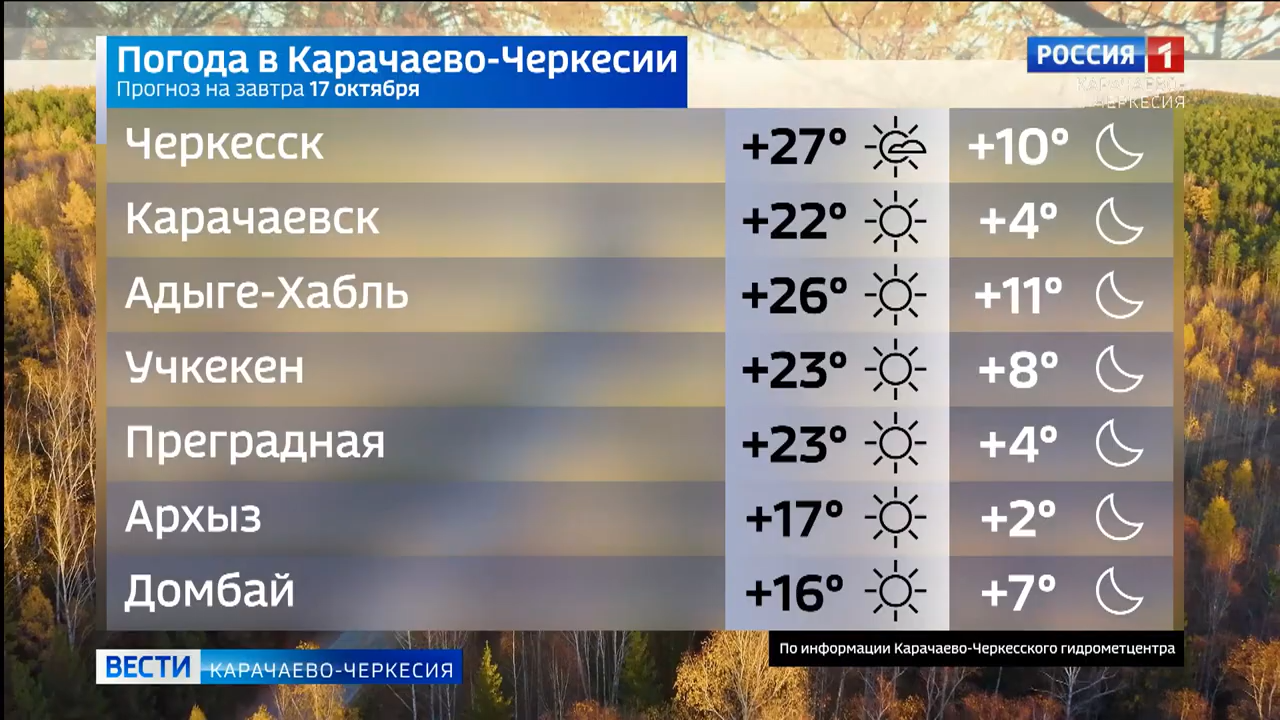 Погода в Карачаево-Черкесии
Прогноз на завтра 17 октября
РОССИЯ 1
КАРАЧАЕВО-
ЧЕРКЕСИЯ
Черкесск +27° +10°
Карачаевск +22° +4°
Адыге-Хабль +26° +11°
Учкекен +23° +8°
Преградная +23° +4°
Архыз +17° +2°
Домбай +16° +7°
По информации Карачаево-Черкесского гидрометцентра
ВЕСТИ КАРАЧАЕВО-ЧЕРКЕСИЯ